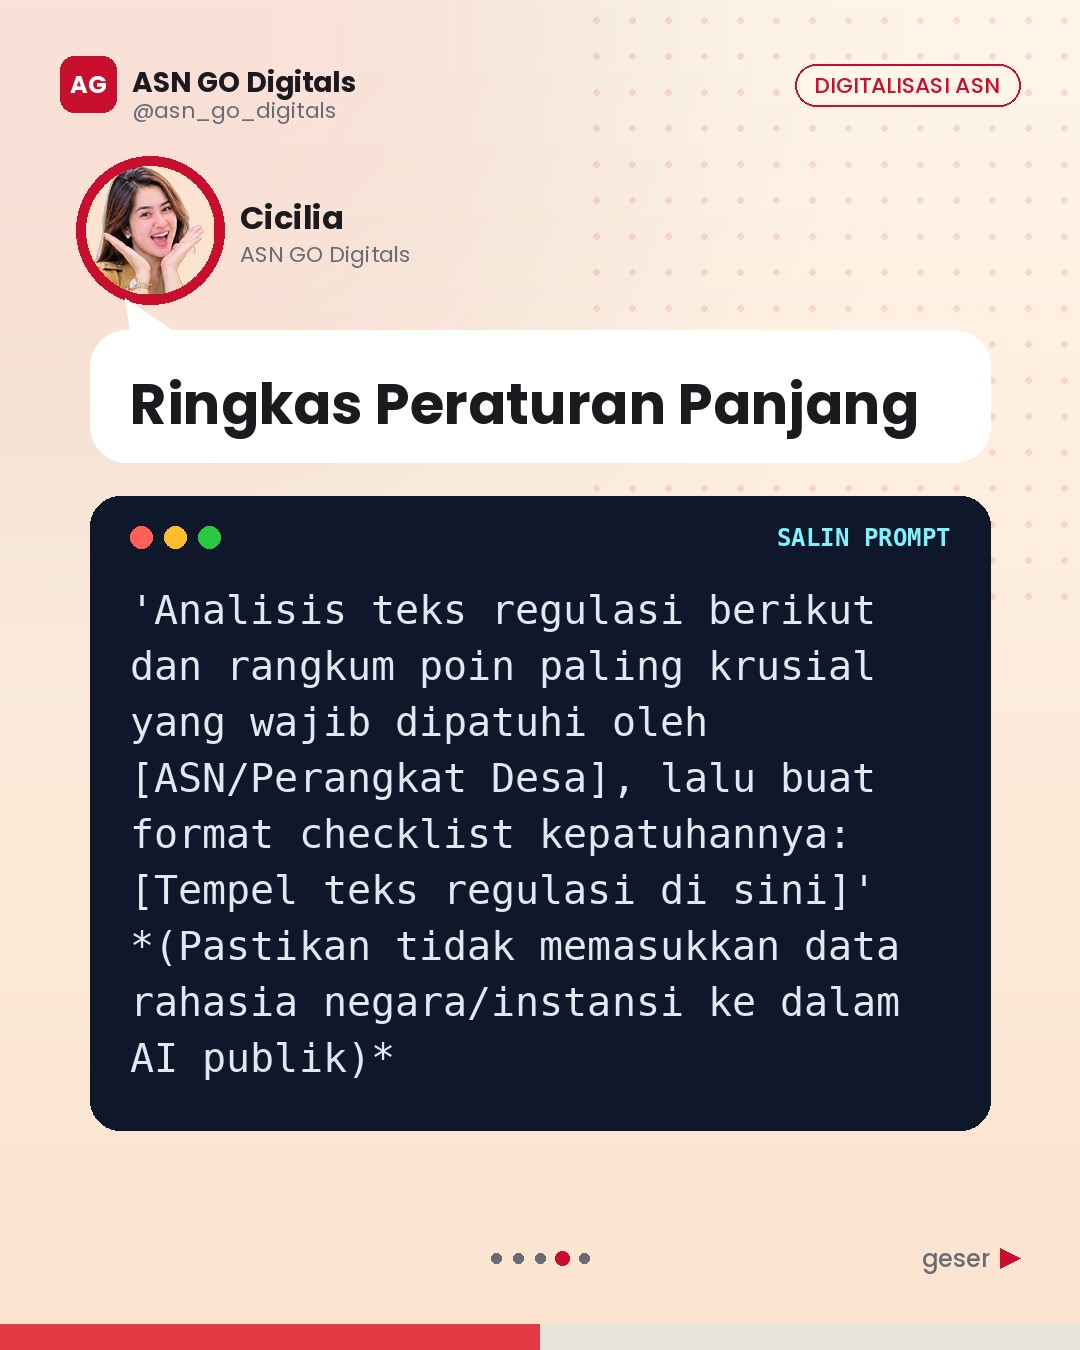 AG
ASN GO Digitals
@asn_go_digitals
DIGITALISASI ASN
Cicilia
ASN GO Digitals
Ringkas Peraturan Panjang
SALIN PROMPT
'Analisis teks regulasi berikut
dan rangkum poin paling krusial
yang wajib dipatuhi oleh
[ASN/Perangkat Desa], lalu buat
format checklist kepatuhannya:
[Tempel teks regulasi di sini]'
*(Pastikan tidak memasukkan data
rahasia negara/instansi ke dalam
AI publik)*
geser